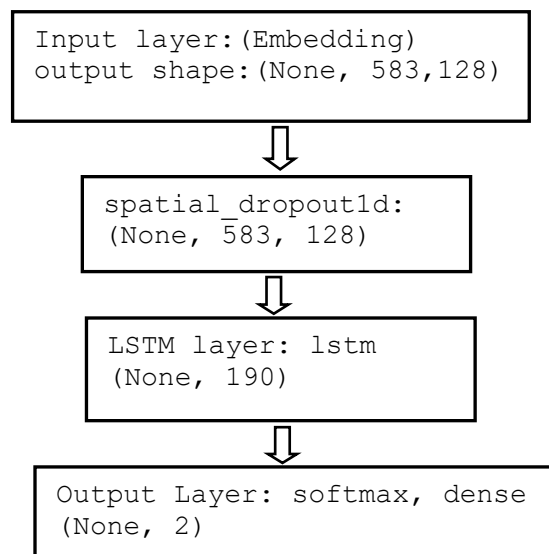 Input layer:(Embedding)
output shape:(None, 583,128)
spatial_dropout1d:
(None, 583, 128)
LSTM layer: lstm
(None, 190)
Output Layer: softmax, dense
(None, 2)